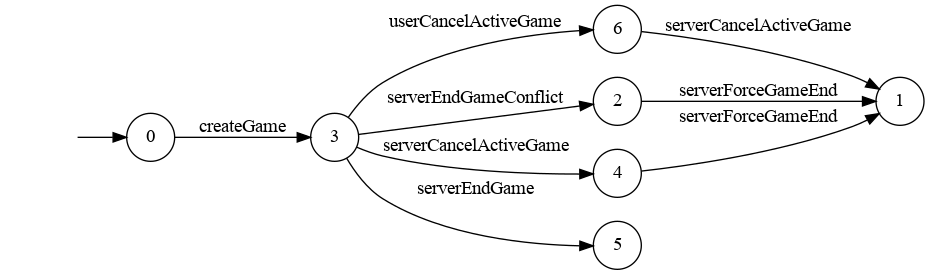 userCancelActiveGame
6
serverCancelActiveGame
serverEndGameConflict
2
serverForceGameEnd
1
createGame
0
3
serverForceGameEnd
serverCancelActiveGame
4
serverEndGame
5